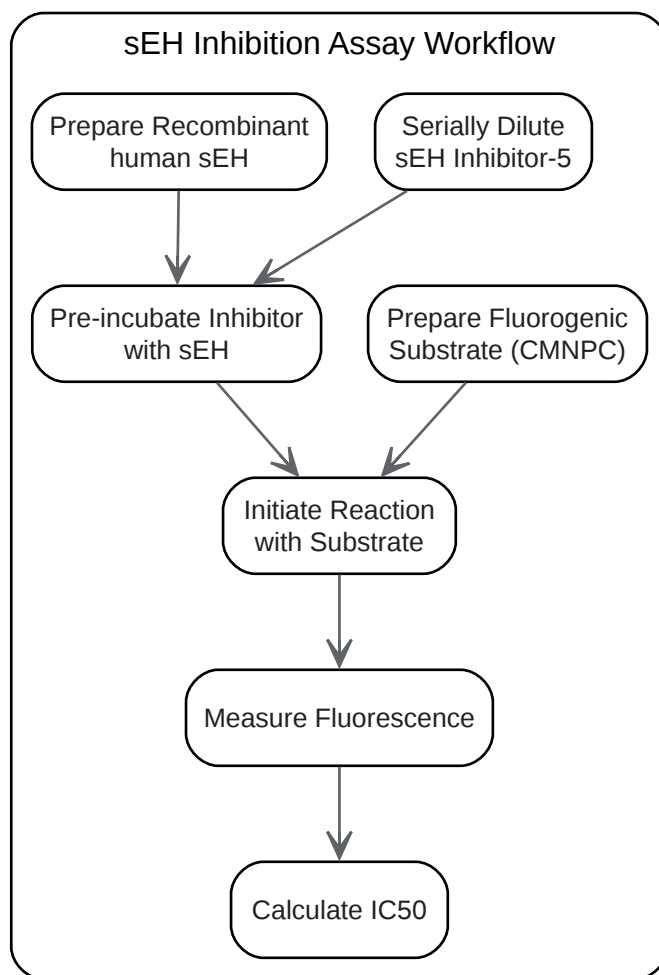 sEH Inhibition Assay Workflow
Prepare Recombinant
human sEH
Serially Dilute
sEH Inhibitor-5
Pre-incubate Inhibitor
with sEH
Prepare Fluorogenic
Substrate (CMNPC)
Initiate Reaction
with Substrate
Measure Fluorescence
Calculate IC50